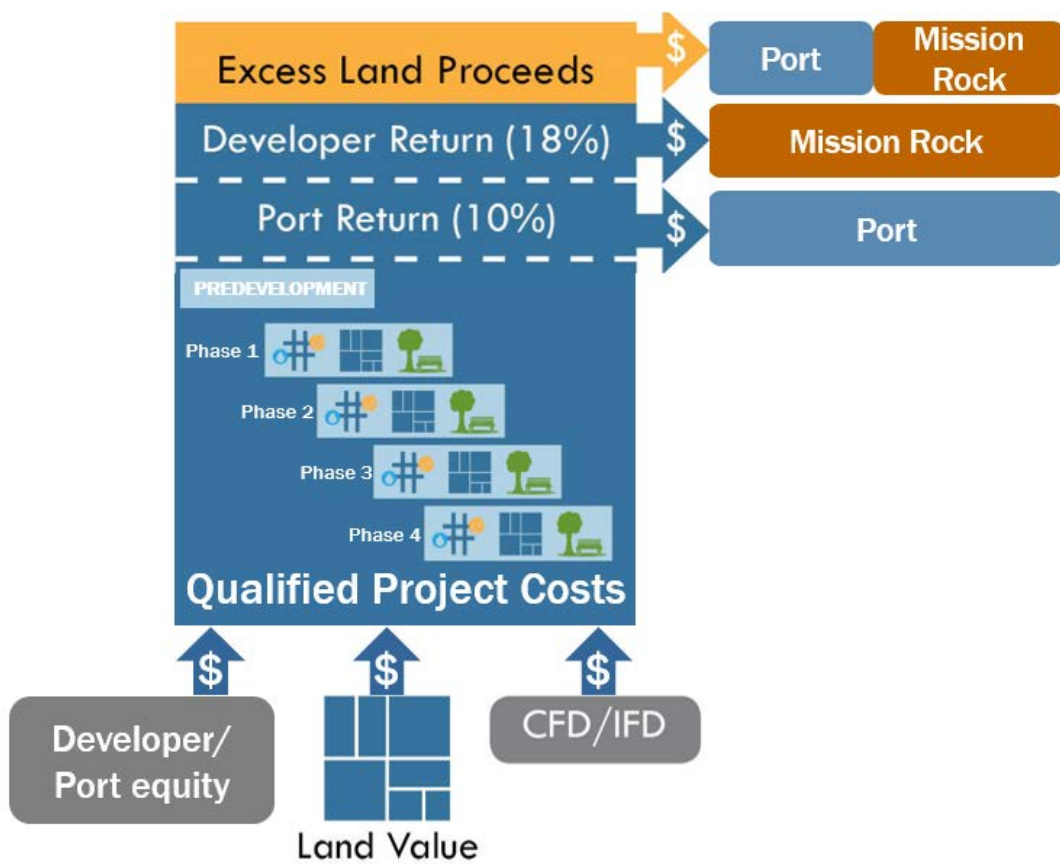 Excess Land Proceeds
$
Port
Mission
Rock
Developer Return (18%)
$
Mission Rock
Port Return (10%)
$
Port
PREDEVELOPMENT
Phase 1
Phase 2
Phase 3
Phase 4
Qualified Project Costs
$
$
$
Developer/
Port equity
Land Value
CFD/IFD